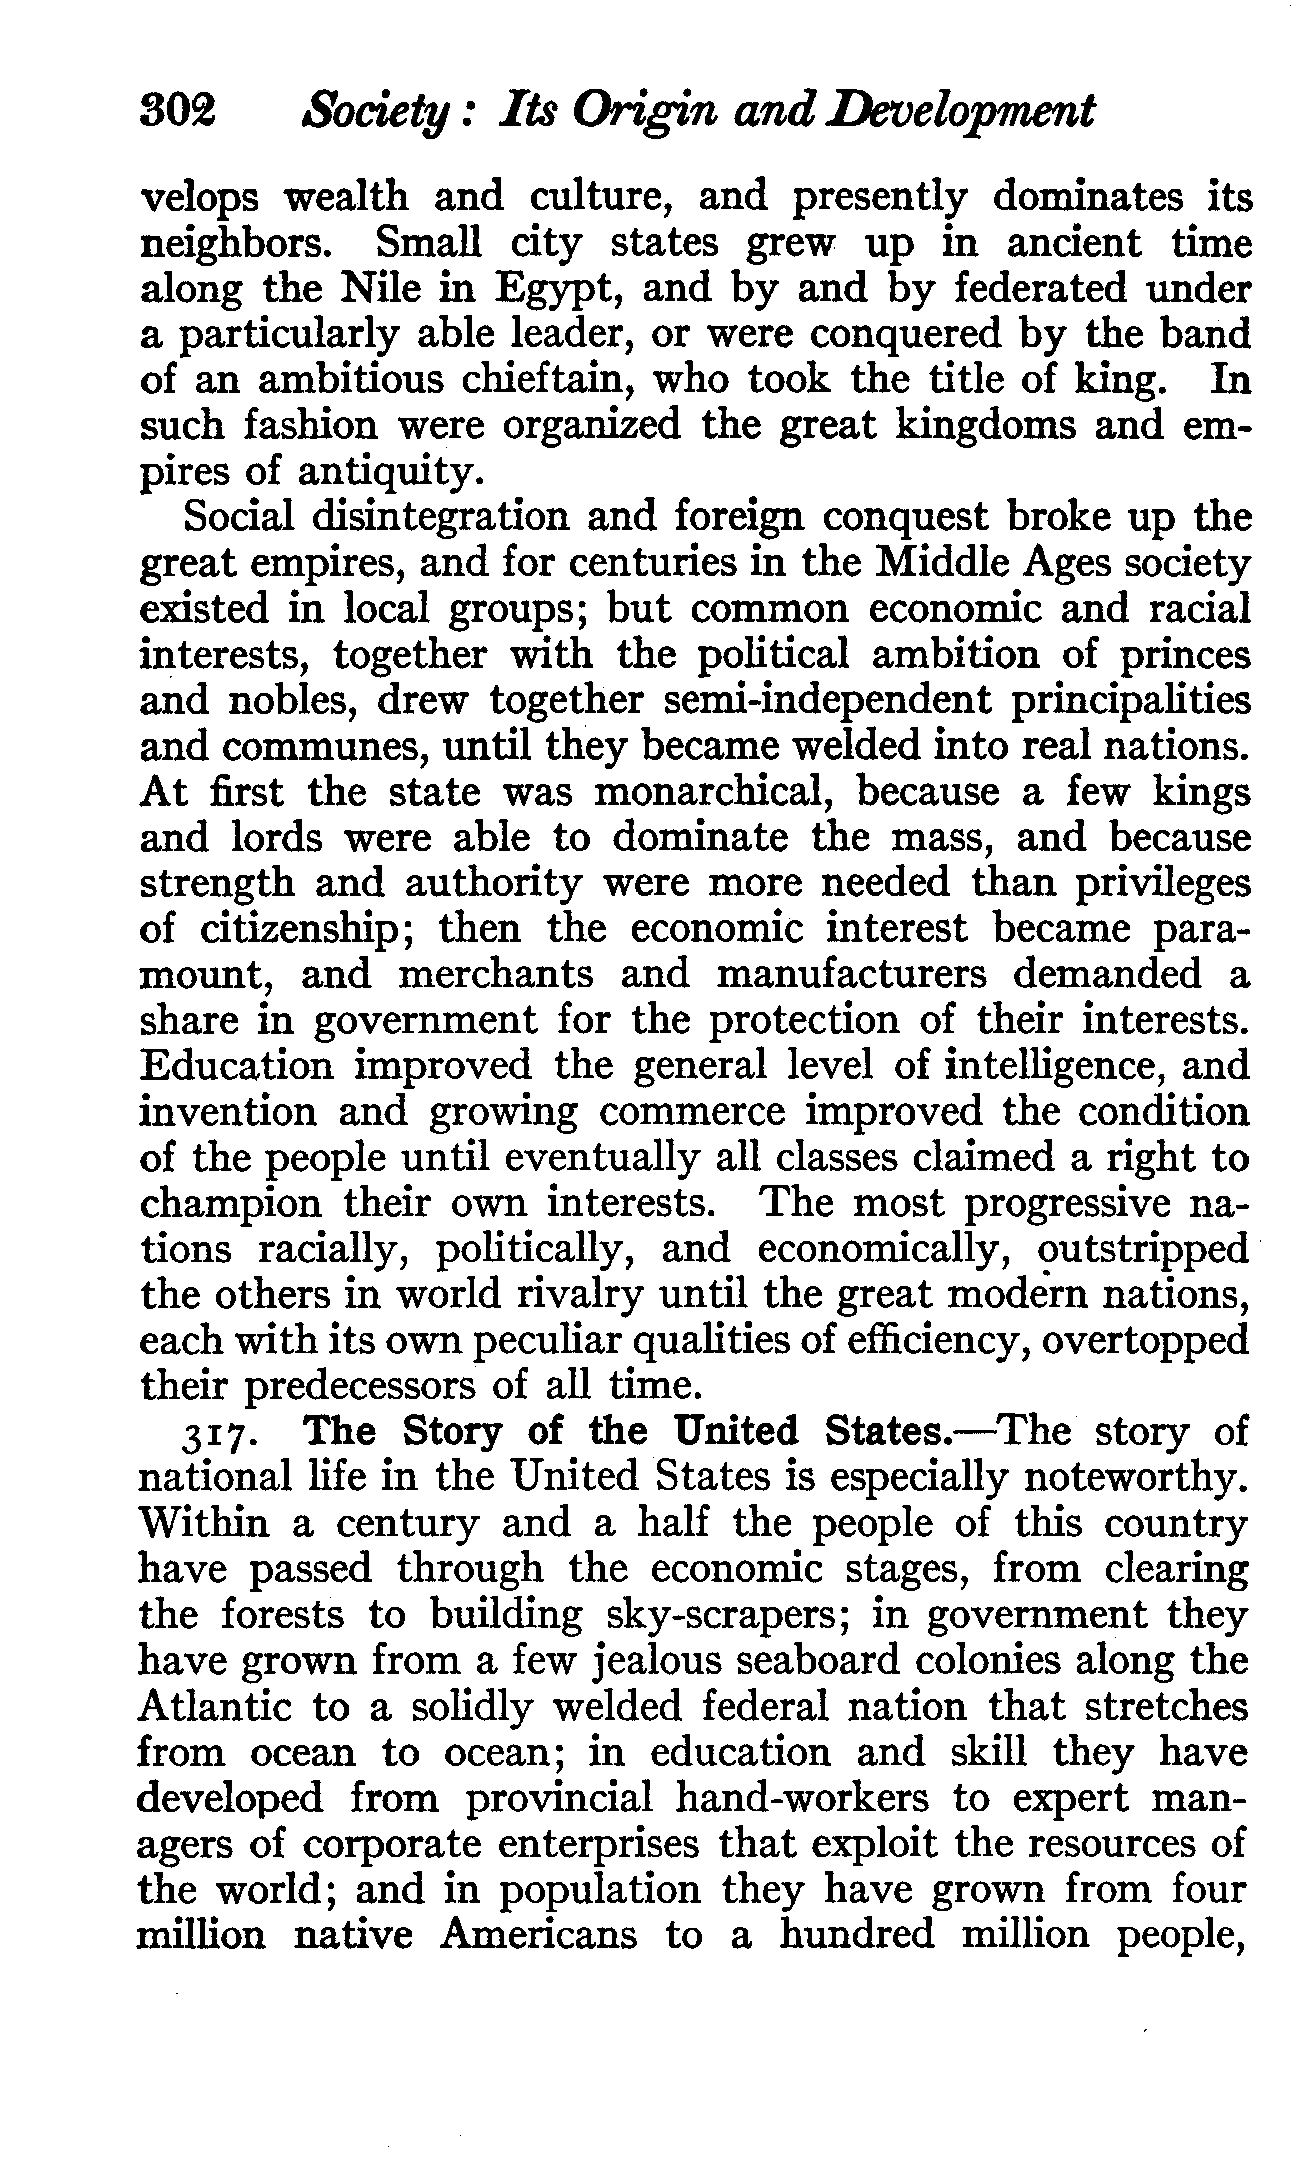 302 Society: Its Origin and Development
velops wealth and culture, and presently dominates its
neighbors. Small city states grew up in ancient time
along the Nile in Egypt, and by and by federated under
a particularly able leader, or were conquered by the band
of an ambitious chieftain, who took the title of king. In
such fashion were organized the great kingdoms and em-
pires of antiquity.
Social disintegration and foreign conquest broke up the
great empires, and for centuries in the Middle Ages society
existed in local groups; but common economic and racial
interests, together with the political ambition of princes
and nobles, drew together semi-independent principalities
and communes, until they became welded into real nations.
At first the state was monarchical, because a few kings
and lords were able to dominate the mass, and because
strength and authority were more needed than privileges
of citizenship; then the economic interest became para-
mount, and merchants and manufacturers demanded a
share in government for the protection of their interests.
Education improved the general level of intelligence, and
invention and growing commerce improved the condition
of the people until eventually all classes claimed a right to
champion their own interests. The most progressive na-
tions racially, politically, and economically, outstripped
the others in world rivalry until the great modern nations,
each with its own peculiar qualities of efficiency, overtopped
their predecessors of all time.
317. The Story of the United States.—The story of
national life in the United States is especially noteworthy.
Within a century and a half the people of this country
have passed through the economic stages, from clearing
the forests to building sky-scrapers; in government they
have grown from a few jealous seaboard colonies along the
Atlantic to a solidly welded federal nation that stretches
from ocean to ocean; in education and skill they have
developed from provincial hand-workers to expert man-
agers of corporate enterprises that exploit the resources of
the world; and in population they have grown from four
million native Americans to a hundred million people,